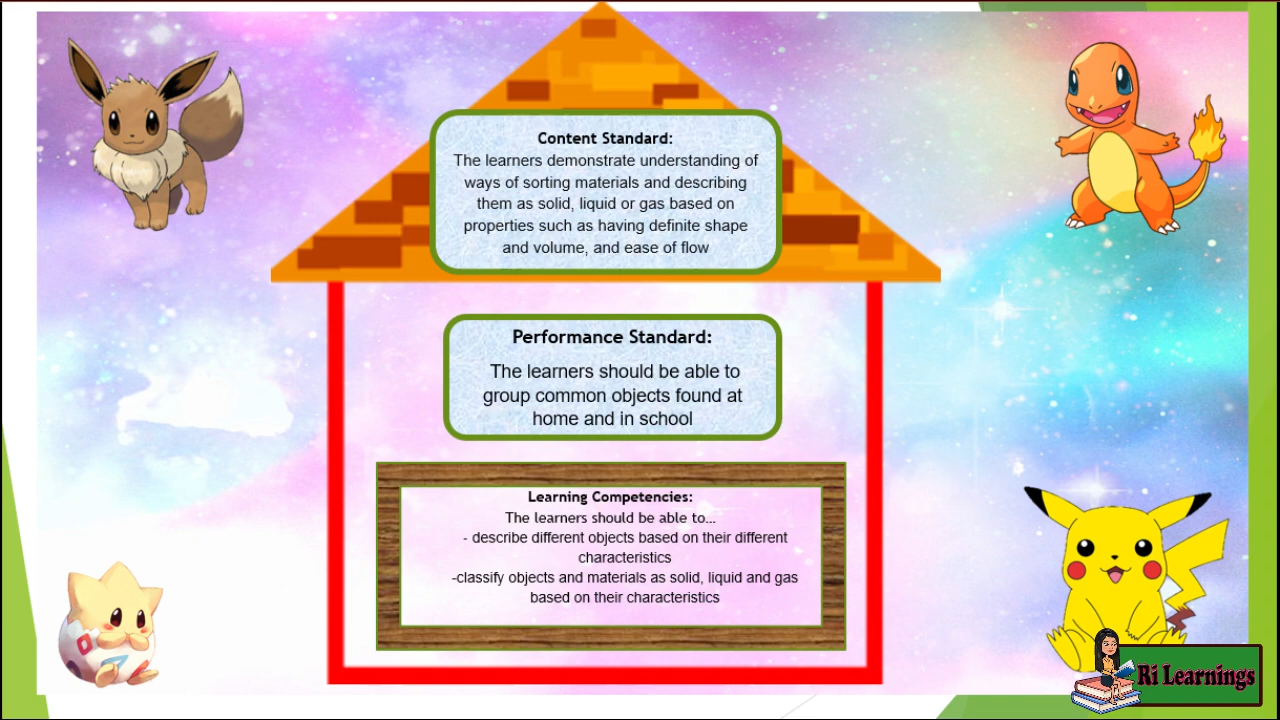 Content Standard:
The learners demonstrate understanding of
ways of sorting materials and describing
them as solid, liquid or gas based on
properties such as having definite shape
and volume, and ease of flow
Performance Standard:
The learners should be able to
group common objects found at
home and in school
Learning Competencies:
The learners should be able to...
- describe different objects based on their different
characteristics
-classify objects and materials as solid, liquid and gas
based on their characteristics
Ri Learnings